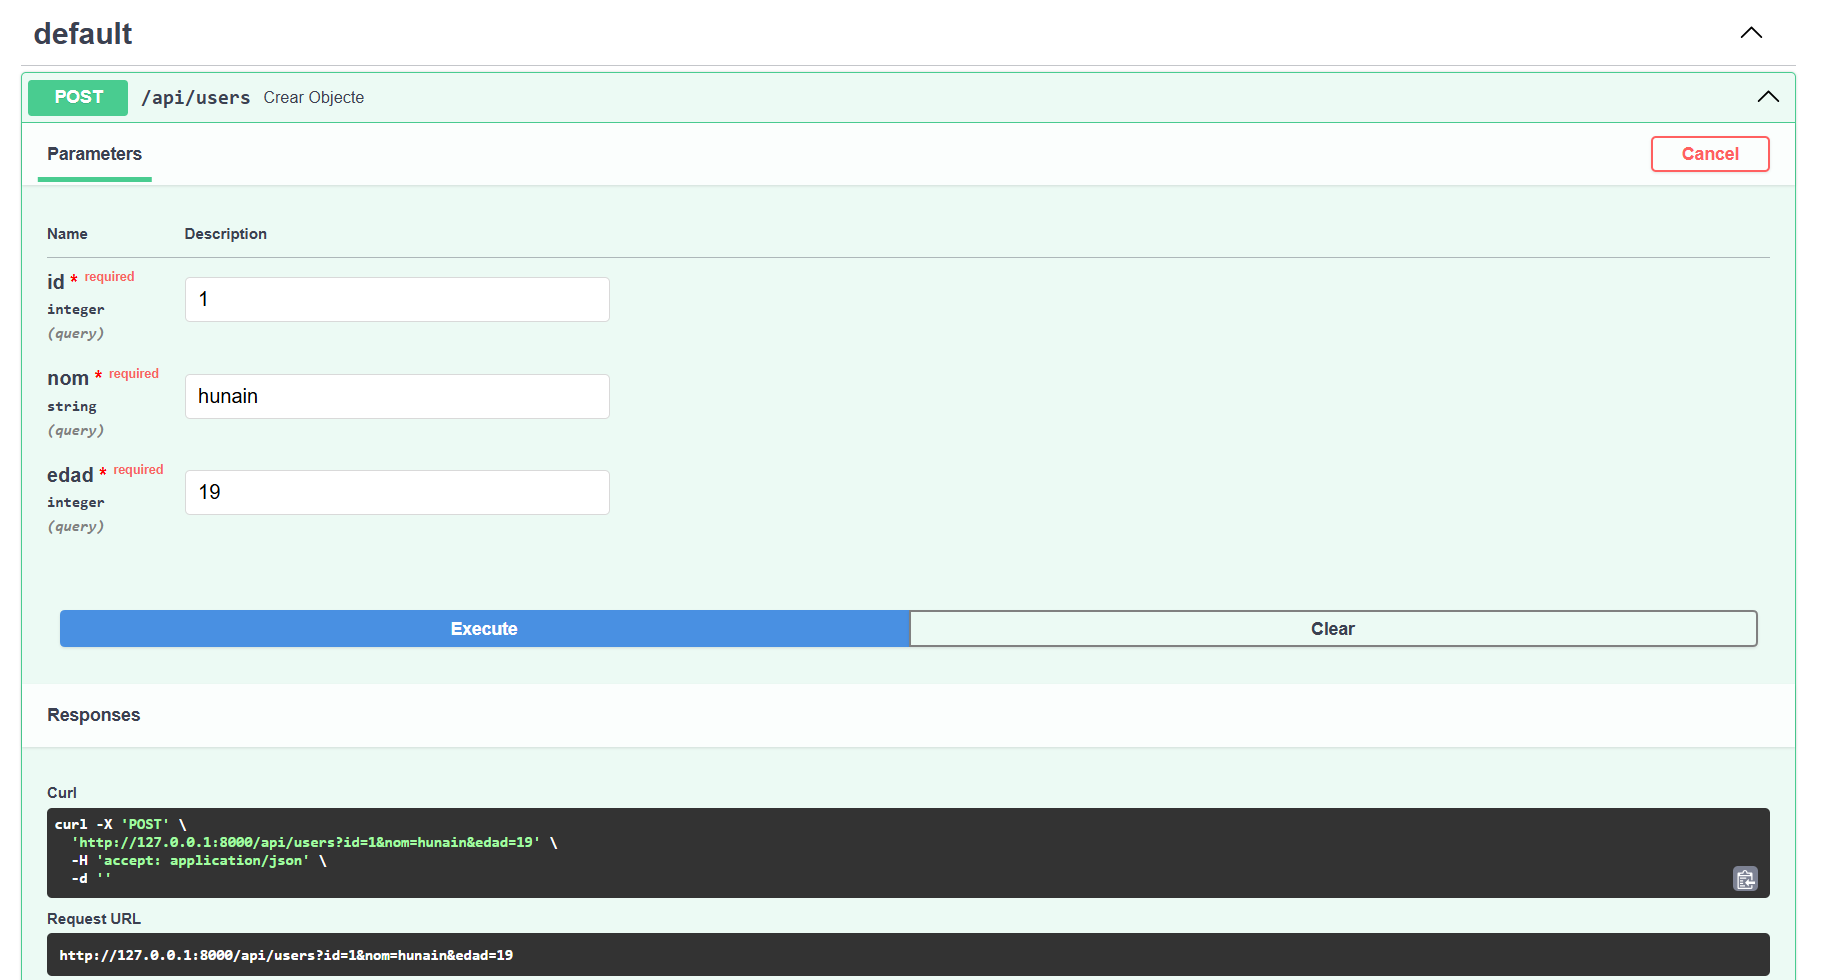 default
POST /api/users Crear Objecte
Parameters Cancel
Name Description
id * required
integer
(query)
1
nom * required
string
(query)
hunain
edad * required
integer
(query)
19
Execute Clear
Responses
Curl
curl -X 'POST' \
'http://127.0.0.1:8000/api/users?id=1&nom=hunain&edad=19' \
-H 'accept: application/json' \
-d ''
Request URL
http://127.0.0.1:8000/api/users?id=1&nom=hunain&edad=19